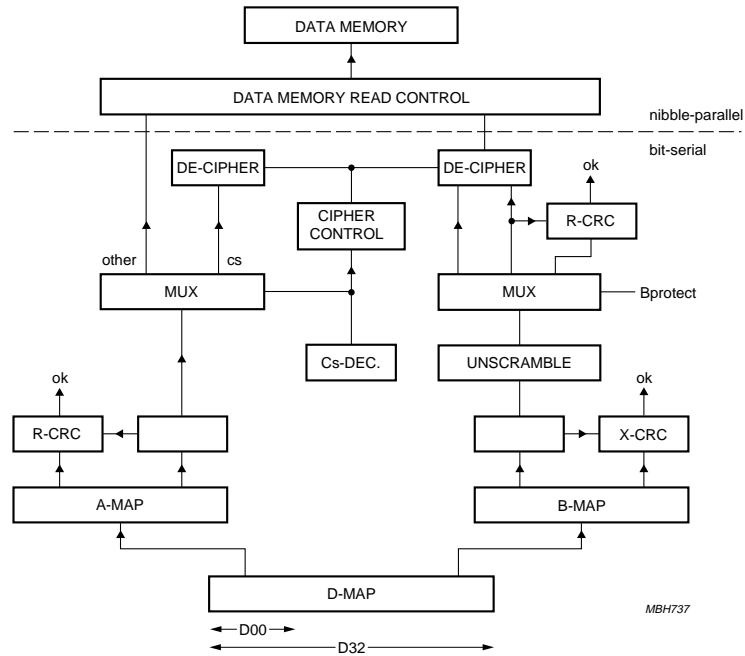 DATA MEMORY
DATA MEMORY READ CONTROL
nibble-parallel
bit-serial
DE-CIPHER
DE-CIPHER
ok
CIPHER
CONTROL
R-CRC
other
cs
MUX
MUX
Bprotect
Cs-DEC.
UNSCRAMBLE
ok
ok
R-CRC
X-CRC
A-MAP
B-MAP
D-MAP
MBH737
D00
D32